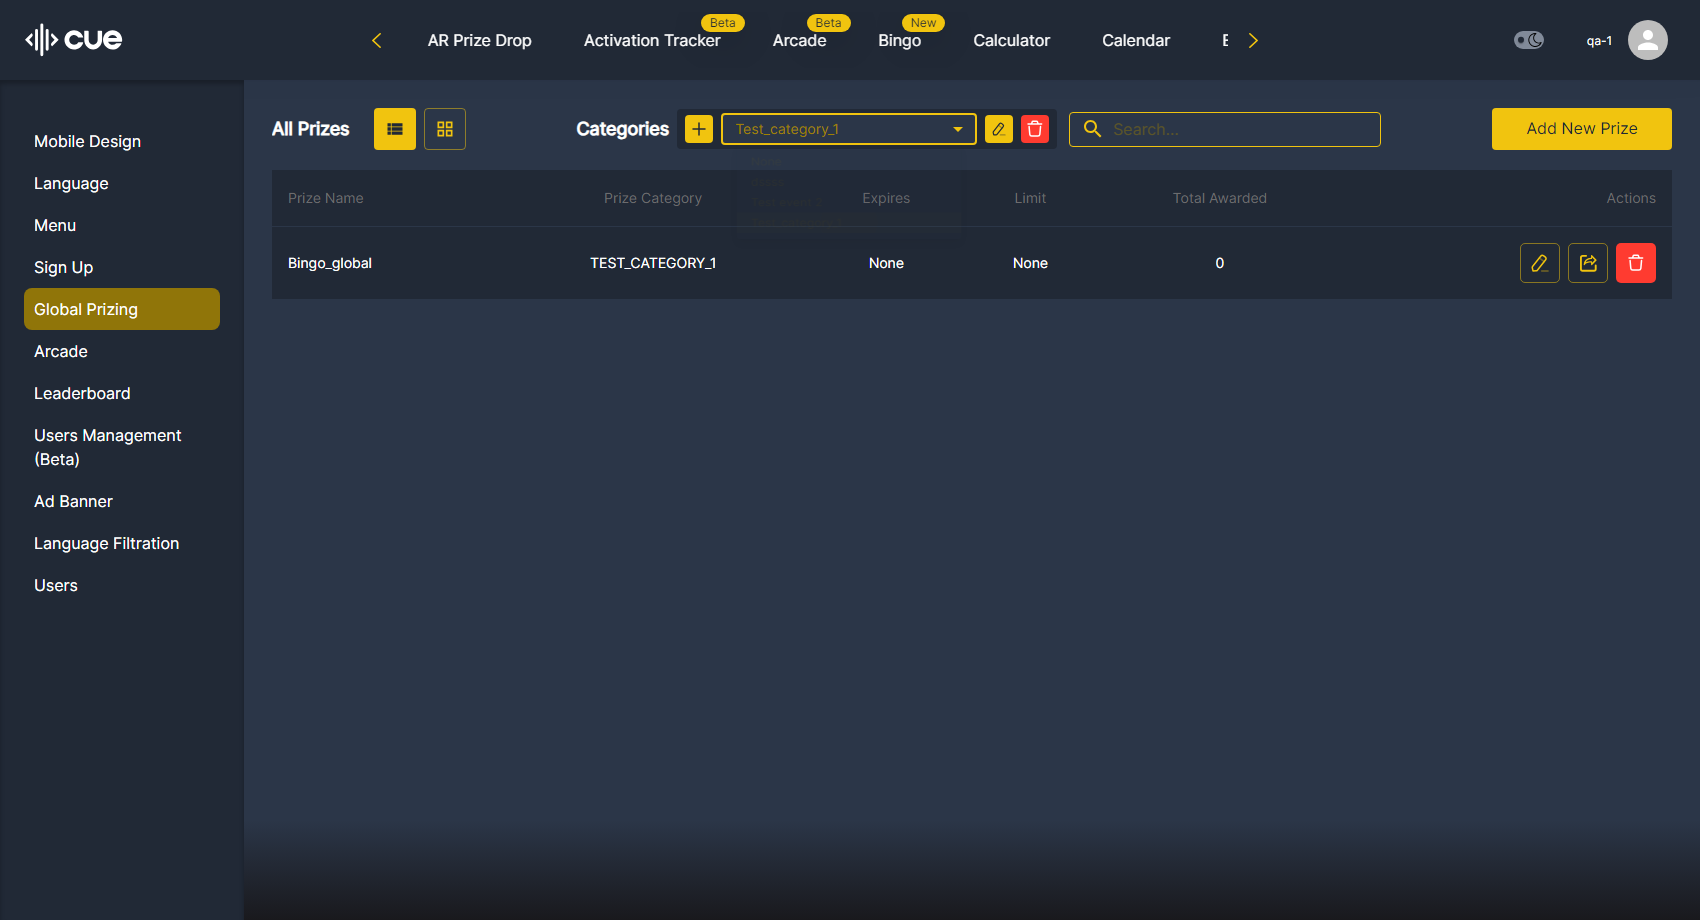 cue
AR Prize Drop
Activation Tracker
Beta
Arcade
Beta
Bingo
New
Calculator
Calendar
qa-1
Mobile Design
Language
Menu
Sign Up
Global Prizing
Arcade
Leaderboard
Users Management
(Beta)
Ad Banner
Language Filtration
Users
All Prizes
Categories
Test_category_1
Search...
Add New Prize
Prize Name
Prize Category
Expires
Limit
Total Awarded
Actions
Bingo_global
TEST_CATEGORY_1
None
None
0